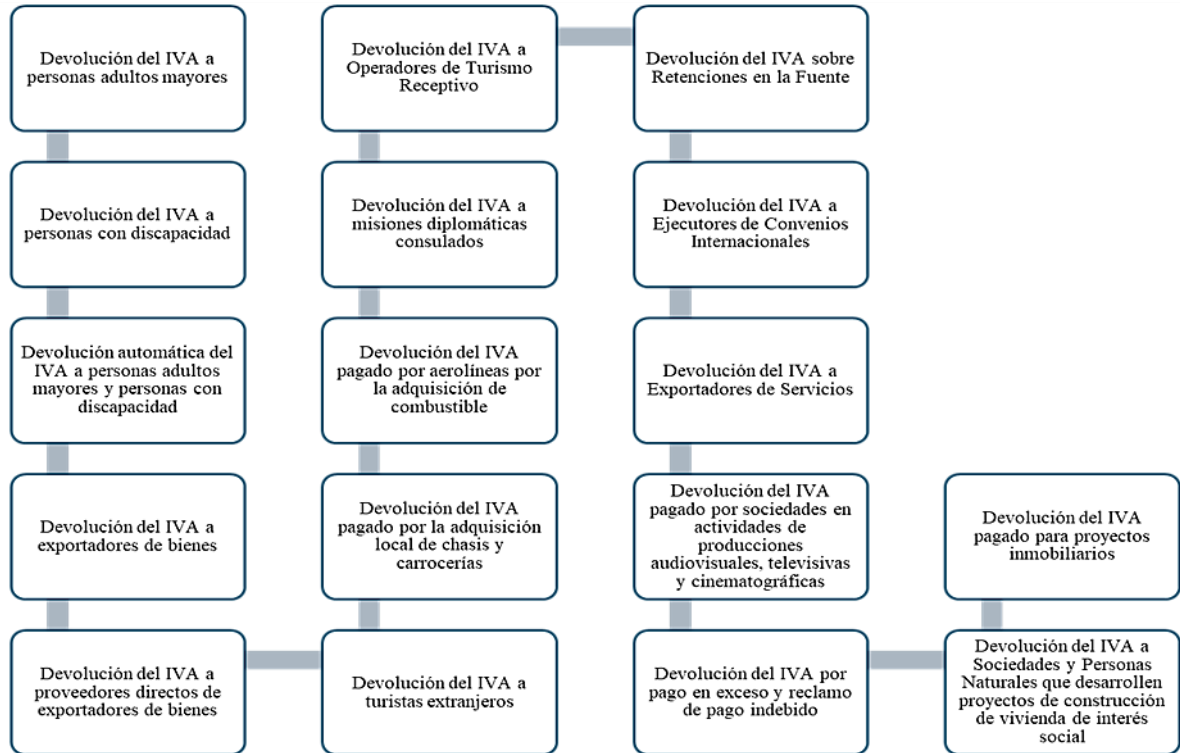 Devolución del IVA a
personas adultos mayores
Devolución del IVA a
personas con discapacidad
Devolución automática del
IVA a personas adultos
mayores y personas con
discapacidad
Devolución del IVA a
exportadores de bienes
Devolución del IVA a
proveedores directos de
exportadores de bienes
Devolución del IVA a
turistas extranjeros
Devolución del IVA
pagado por la adquisición
local de chasis y
carrocerías
Devolución del IVA
pagado por aerolíneas por
la adquisición de
combustible
Devolución del IVA a
misiones diplomáticas
consulados
Devolución del IVA a
Operadores de Turismo
Receptivo
Devolución del IVA sobre
Retenciones en la Fuente
Devolución del IVA a
Ejecutores de Convenios
Internacionales
Devolución del IVA a
Exportadores de Servicios
Devolución del IVA
pagado por sociedades en
actividades de
producciones
audiovisuales, televisivas
y cinematográficas
Devolución del IVA por
pago en exceso y reclamo
de pago indebido
Devolución del IVA a
Sociedades y Personas
Naturales que desarrollen
proyectos de construcción
de vivienda de interés
social
Devolución del IVA
pagado para proyectos
inmobiliarios